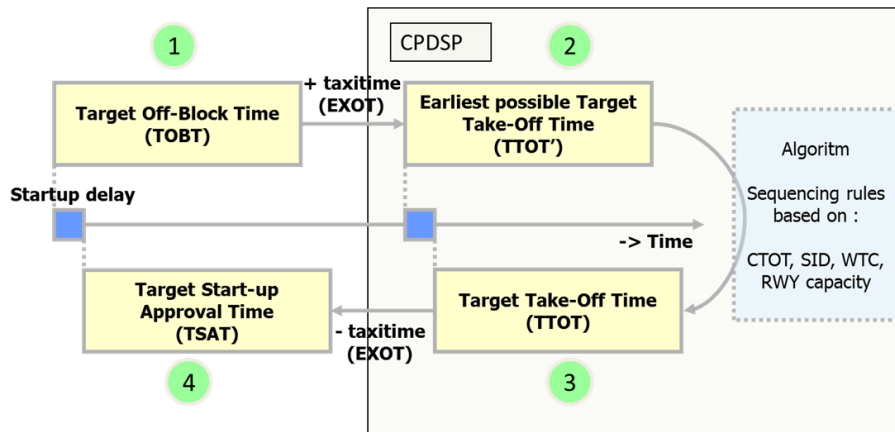 1
CPDSP
2
Target Off-Block Time
(TOBT)
+ taxitime
(EXOT)
Earliest possible Target
Take-Off Time
(TTOT’)
Algoritm
Sequencing rules
based on :
CTOT, SID, WTC,
RWY capacity
Startup delay
-> Time
Target Start-up
Approval Time
(TSAT)
- taxitime
(EXOT)
Target Take-Off Time
(TTOT)
4
3